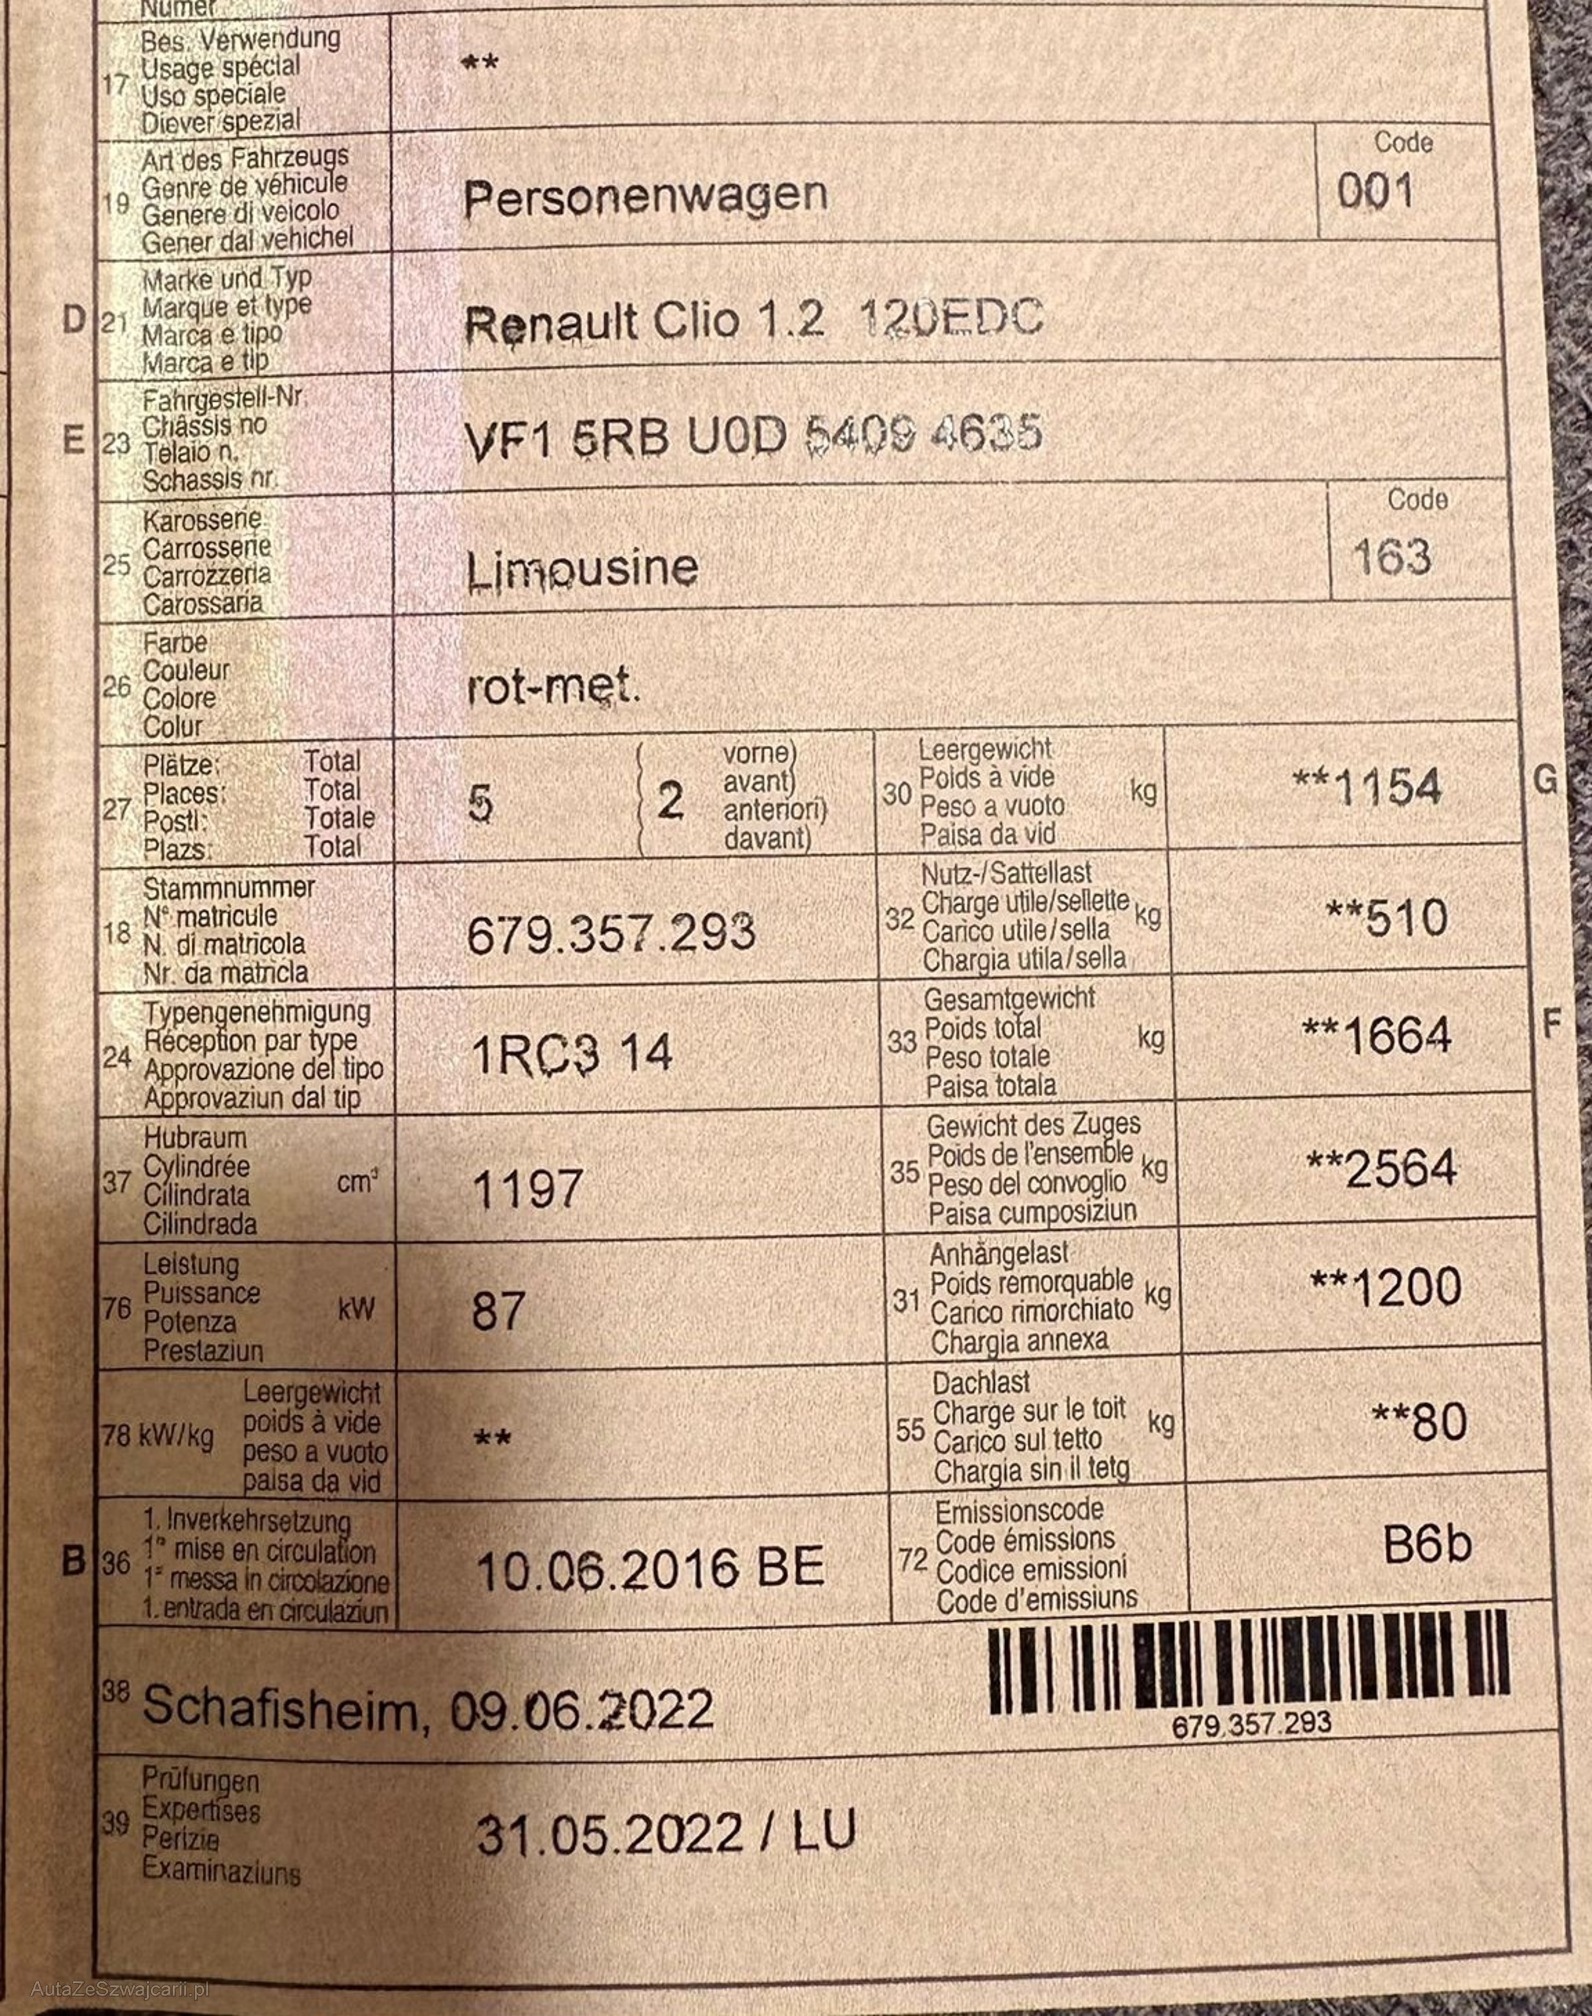 Numer
17 Bes. Verwendung
Usage spécial
Uso speciale
Diever spezial
**
19 Art des Fahrzeugs
Genre de véhicule
Genere di veicolo
Gener dal vehichel
Personenwagen
Code
001
D 21 Marke und Typ
Marque et type
Marca e tipo
Marca e tip
Renault Clio 1.2 120EDC
E 23 Fahrgestell-Nr.
Châssis no
Telaio n.
Schassis nr.
VF1 5RB U0D 5409 4635
25 Karosserie
Carrosserie
Carrozzeria
Carossaria
Limousine
Code
163
26 Farbe
Couleur
Colore
Colur
rot-met.
27 Plätze: Total
Places: Total
Posti: Totale
Plazs: Total
5
2
vorne)
avant)
anteriori)
davant)
30 Leergewicht
Poids à vide
Peso a vuoto
Paisa da vid
kg
**1154
G
18 Stammnummer
N° matricule
N. di matricola
Nr. da matricla
679.357.293
32 Nutz-/Sattellast
Charge utile/sellette
Carico utile/sella
Chargia utila/sella
kg
**510
24 Typengenehmigung
Réception par type
Approvazione del tipo
Approvaziun dal tip
1RC3 14
33 Gesamtgewicht
Poids total
Peso totale
Paisa totala
kg
**1664
F
37 Hubraum
Cylindrée
Cilindrata
Cilindrada
cm³
1197
35 Gewicht des Zuges
Poids de l'ensemble
Peso del convoglio
Paisa cumposiziun
kg
**2564
76 Leistung
Puissance
Potenza
Prestaziun
kW
87
31 Anhängelast
Poids remorquable
Carico rimorchiato
Chargia annexa
kg
**1200
78 kW/kg
Leergewicht
poids à vide
peso a vuoto
paisa da vid
**
55 Dachlast
Charge sur le toit
Carico sul tetto
Chargia sin il tetg
kg
**80
B 36 1. Inverkehrsetzung
1re mise en circulation
1a messa in circolazione
1. entrada en circulaziun
10.06.2016 BE
72 Emissionscode
Code émissions
Codice emissioni
Code d'emissiuns
B6b
38 Schafisheim, 09.06.2022
679.357.293
39 Prüfungen
Expertises
Perizie
Examinaziuns
31.05.2022 / LU
AutaZeSzwajcarii.pl